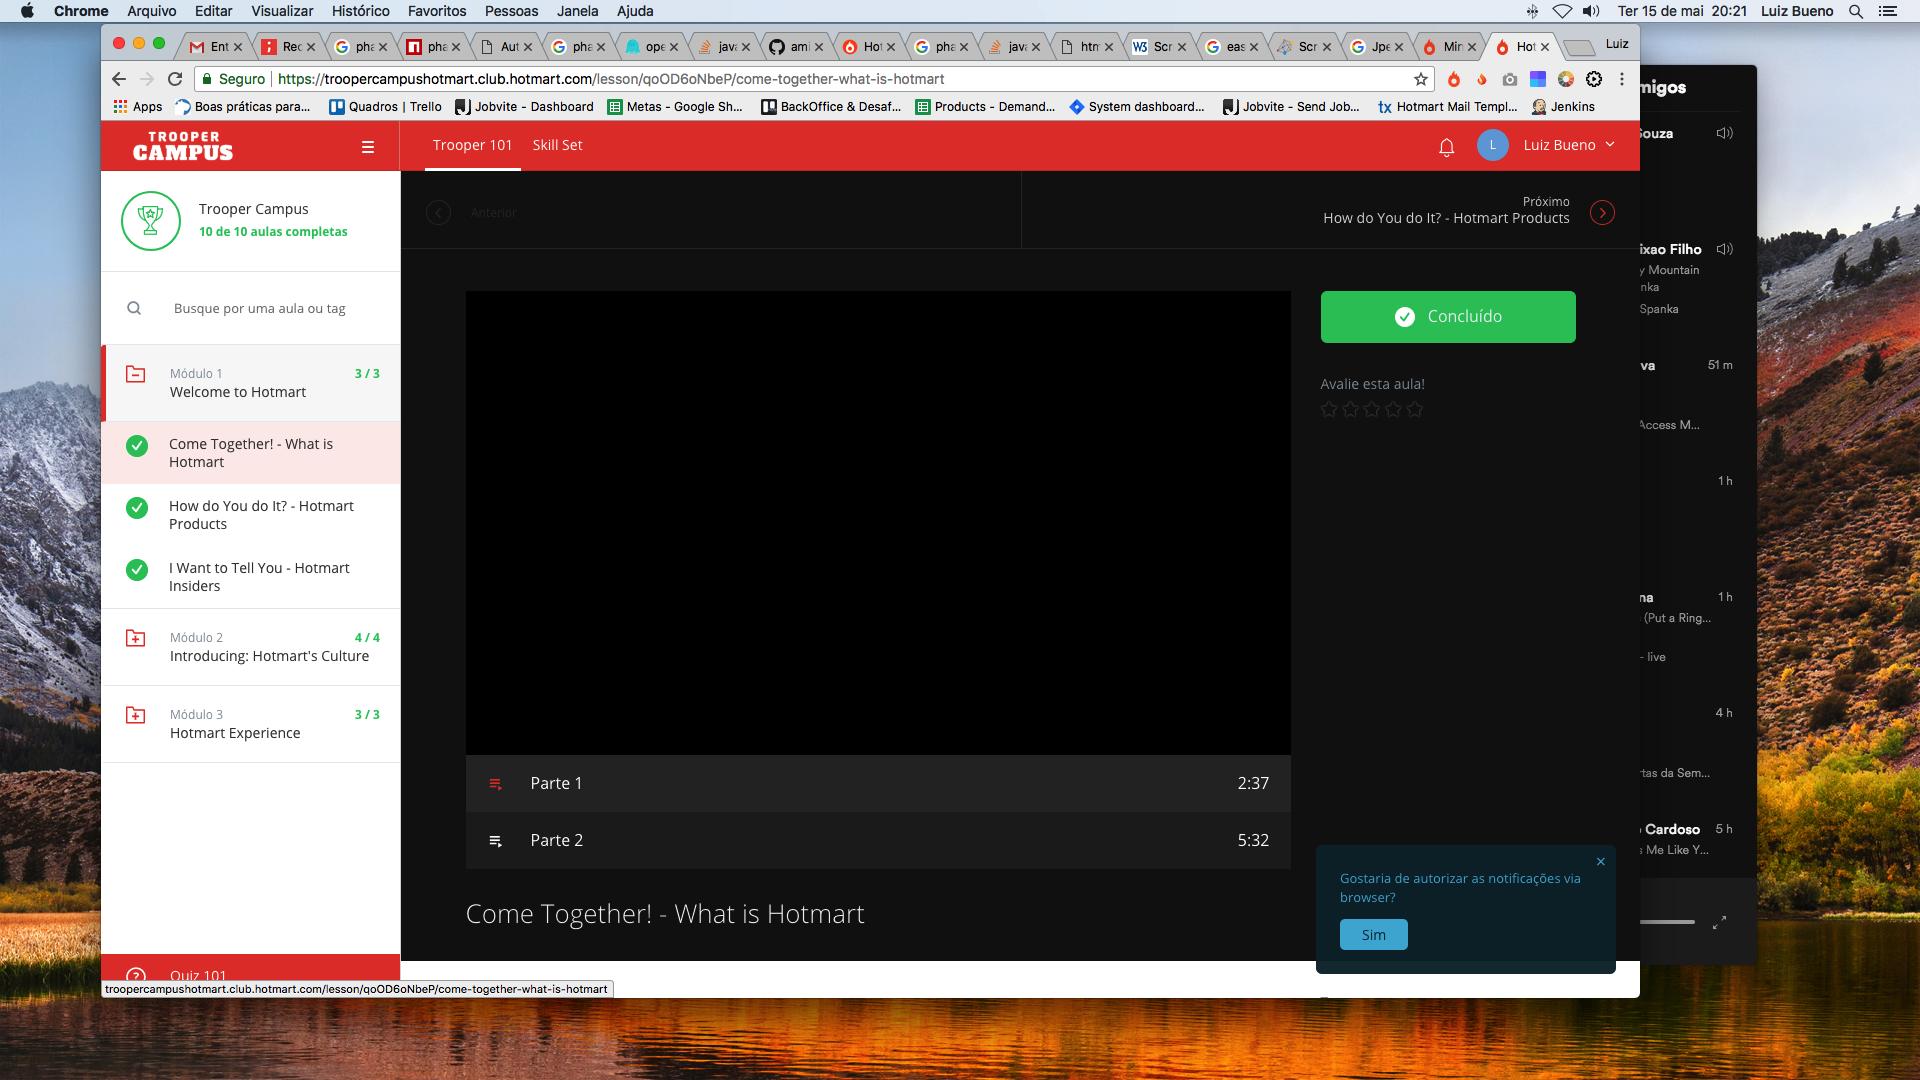 Chrome Arquivo Editar Visualizar Histórico Favoritos Pessoas Janela Ajuda
Ter 15 de mai 20:21 Luiz Bueno
Ent Rec pha pha Aut pha ope java ami Hot pha java htm Scr eas Scr Jpe Min Hot Luiz
Seguro https://troopercampushotmart.club.hotmart.com/lesson/qoOD6oNbeP/come-together-what-is-hotmart
Apps Boas práticas para... Quadros | Trello Jobvite - Dashboard Metas - Google Sh... BackOffice & Desaf... Products - Demand... System dashboard... Jobvite - Send Job... tx Hotmart Mail Templ... Jenkins
TROOPER
CAMPUS
Trooper 101 Skill Set
L Luiz Bueno
Trooper Campus
10 de 10 aulas completas
Busque por uma aula ou tag
Módulo 1 3 / 3
Welcome to Hotmart
Come Together! - What is
Hotmart
How do You do It? - Hotmart
Products
I Want to Tell You - Hotmart
Insiders
Módulo 2 4 / 4
Introducing: Hotmart's Culture
Módulo 3 3 / 3
Hotmart Experience
Quiz 101
troopercampushotmart.club.hotmart.com/lesson/qoOD6oNbeP/come-together-what-is-hotmart
Anterior
Próximo
How do You do It? - Hotmart Products
Concluído
Avalie esta aula!
Parte 1 2:37
Parte 2 5:32
Come Together! - What is Hotmart
Gostaria de autorizar as notificações via
browser?
Sim
migos
Souza
ixao Filho
y Mountain
nka
Spanka
va 51 m
Access M...
1 h
na 1 h
(Put a Ring...
- live
4 h
rtas da Sem...
Cardoso 5 h
s Me Like Y...